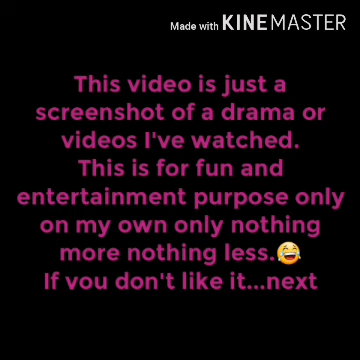 Made with KINEMASTER
This video is just a
screenshot of a drama or
videos I've watched.
This is for fun and
entertainment purpose only
on my own only nothing
more nothing less.😂
If you don't like it...next